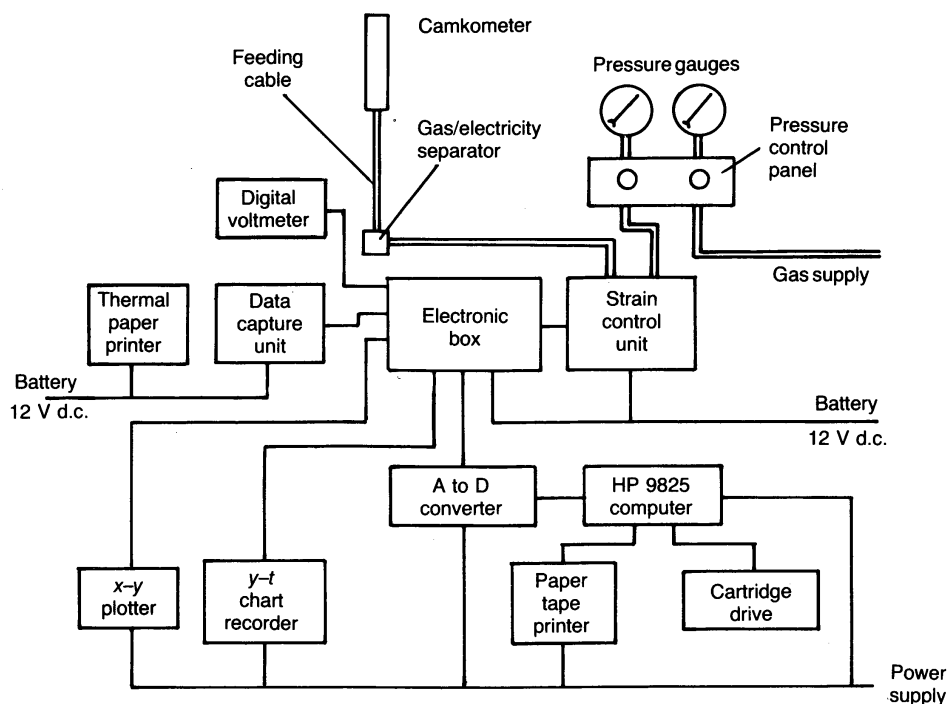 Camkometer
Feeding
cable
Pressure gauges
Gas/electricity
separator
Pressure
control
panel
Digital
voltmeter
Gas supply
Thermal
paper
printer
Data
capture
unit
Electronic
box
Strain
control
unit
Battery
12 V d.c.
Battery
12 V d.c.
A to D
converter
HP 9825
computer
x–y
plotter
y–t
chart
recorder
Paper
tape
printer
Cartridge
drive
Power
supply